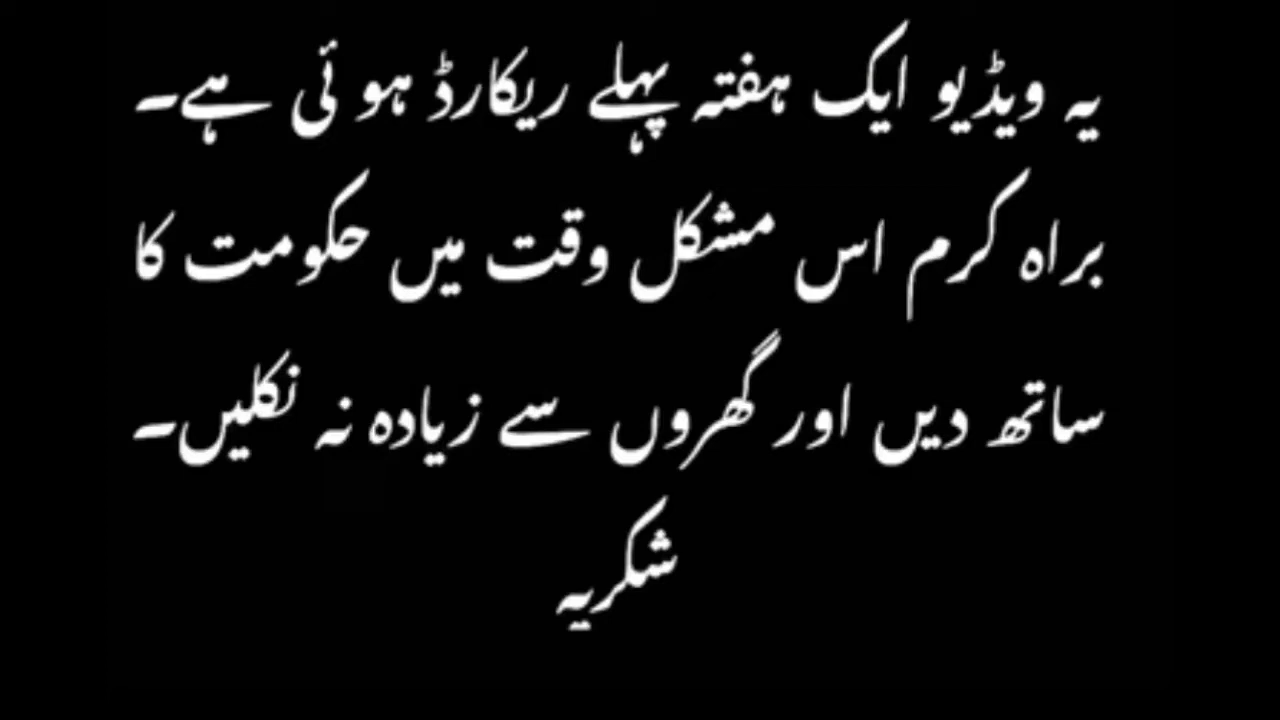 یہ ویڈیو ایک ہفتہ پہلے ریکارڈ ہوئی ہے۔
براہ کرم اس مشکل وقت میں حکومت کا
ساتھ دیں اور گھروں سے زیادہ نہ نکلیں۔
شکریہ